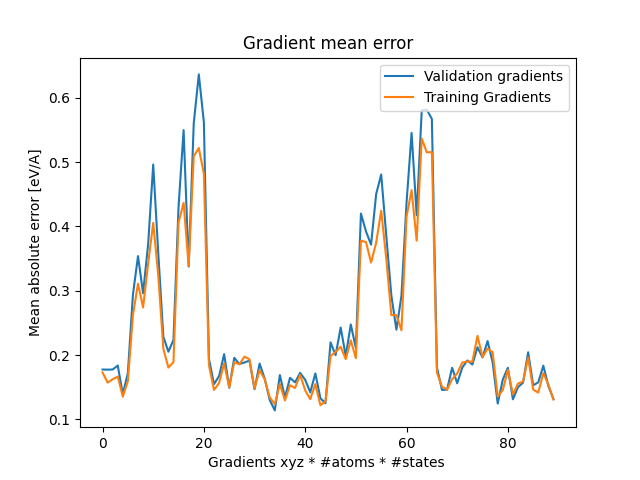 Gradient mean error
Validation gradients
Training Gradients
Mean absolute error [eV/A]
0.6
0.5
0.4
0.3
0.2
0.1
0 20 40 60 80
Gradients xyz * #atoms * #states